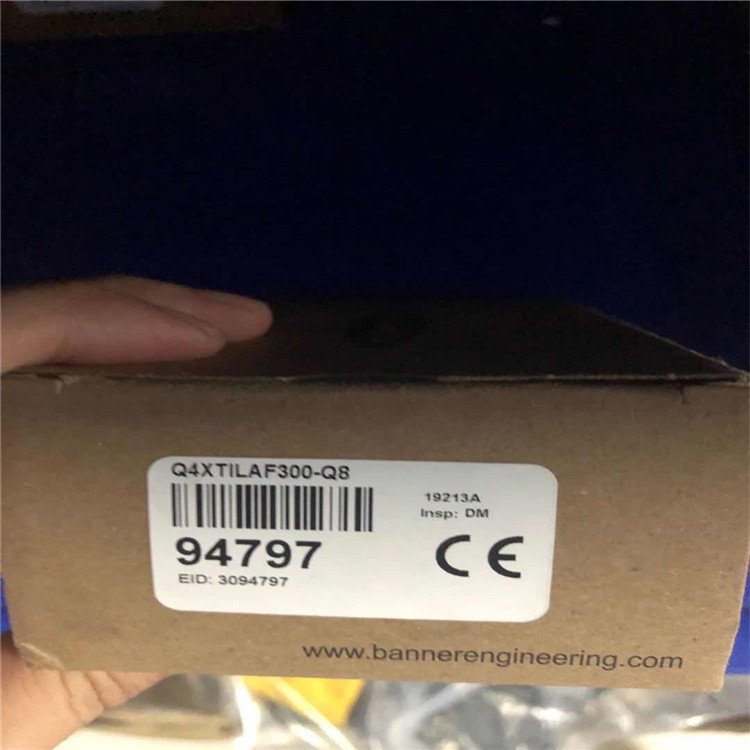 Q4XTILAF300-Q8
19213A
Insp: DM
94797
CE
EID: 3094797
www.bannerengineering.com